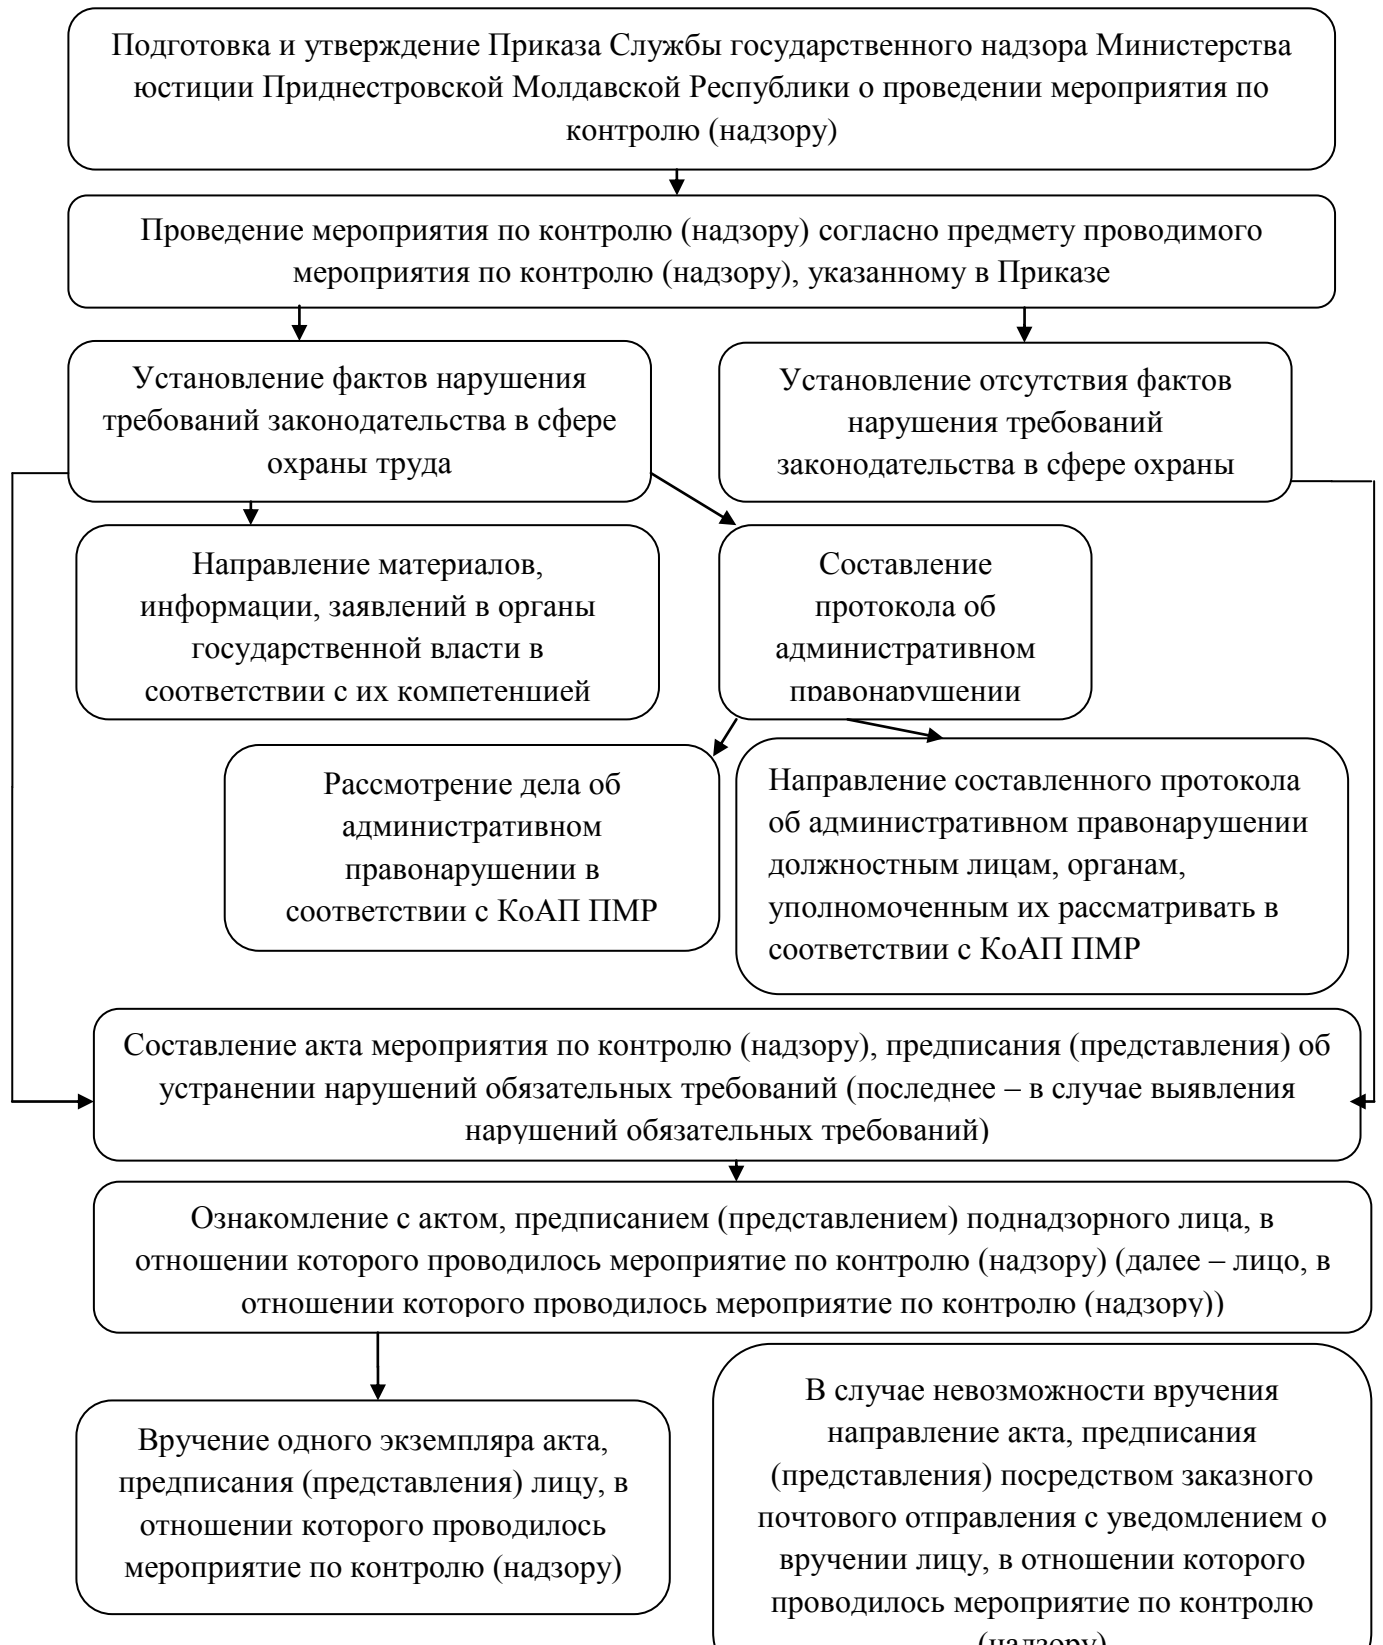 Подготовка и утверждение Приказа Службы государственного надзора Министерства
юстиции Приднестровской Молдавской Республики о проведении мероприятия по
контролю (надзору)
Проведение мероприятия по контролю (надзору) согласно предмету проводимого
мероприятия по контролю (надзору), указанному в Приказе
Установление фактов нарушения
требований законодательства в сфере
охраны труда
Установление отсутствия фактов
нарушения требований
законодательства в сфере охраны
Направление материалов,
информации, заявлений в органы
государственной власти в
соответствии с их компетенцией
Составление
протокола об
административном
правонарушении
Рассмотрение дела об
административном
правонарушении в
соответствии с КоАП ПМР
Направление составленного протокола
об административном правонарушении
должностным лицам, органам,
уполномоченным их рассматривать в
соответствии с КоАП ПМР
Составление акта мероприятия по контролю (надзору), предписания (представления) об
устранении нарушений обязательных требований (последнее – в случае выявления
нарушений обязательных требований)
Ознакомление с актом, предписанием (представлением) поднадзорного лица, в
отношении которого проводилось мероприятие по контролю (надзору) (далее – лицо, в
отношении которого проводилось мероприятие по контролю (надзору))
Вручение одного экземпляра акта,
предписания (представления) лицу, в
отношении которого проводилось
мероприятие по контролю (надзору)
В случае невозможности вручения
направление акта, предписания
(представления) посредством заказного
почтового отправления с уведомлением о
вручении лицу, в отношении которого
проводилось мероприятие по контролю
(надзору)